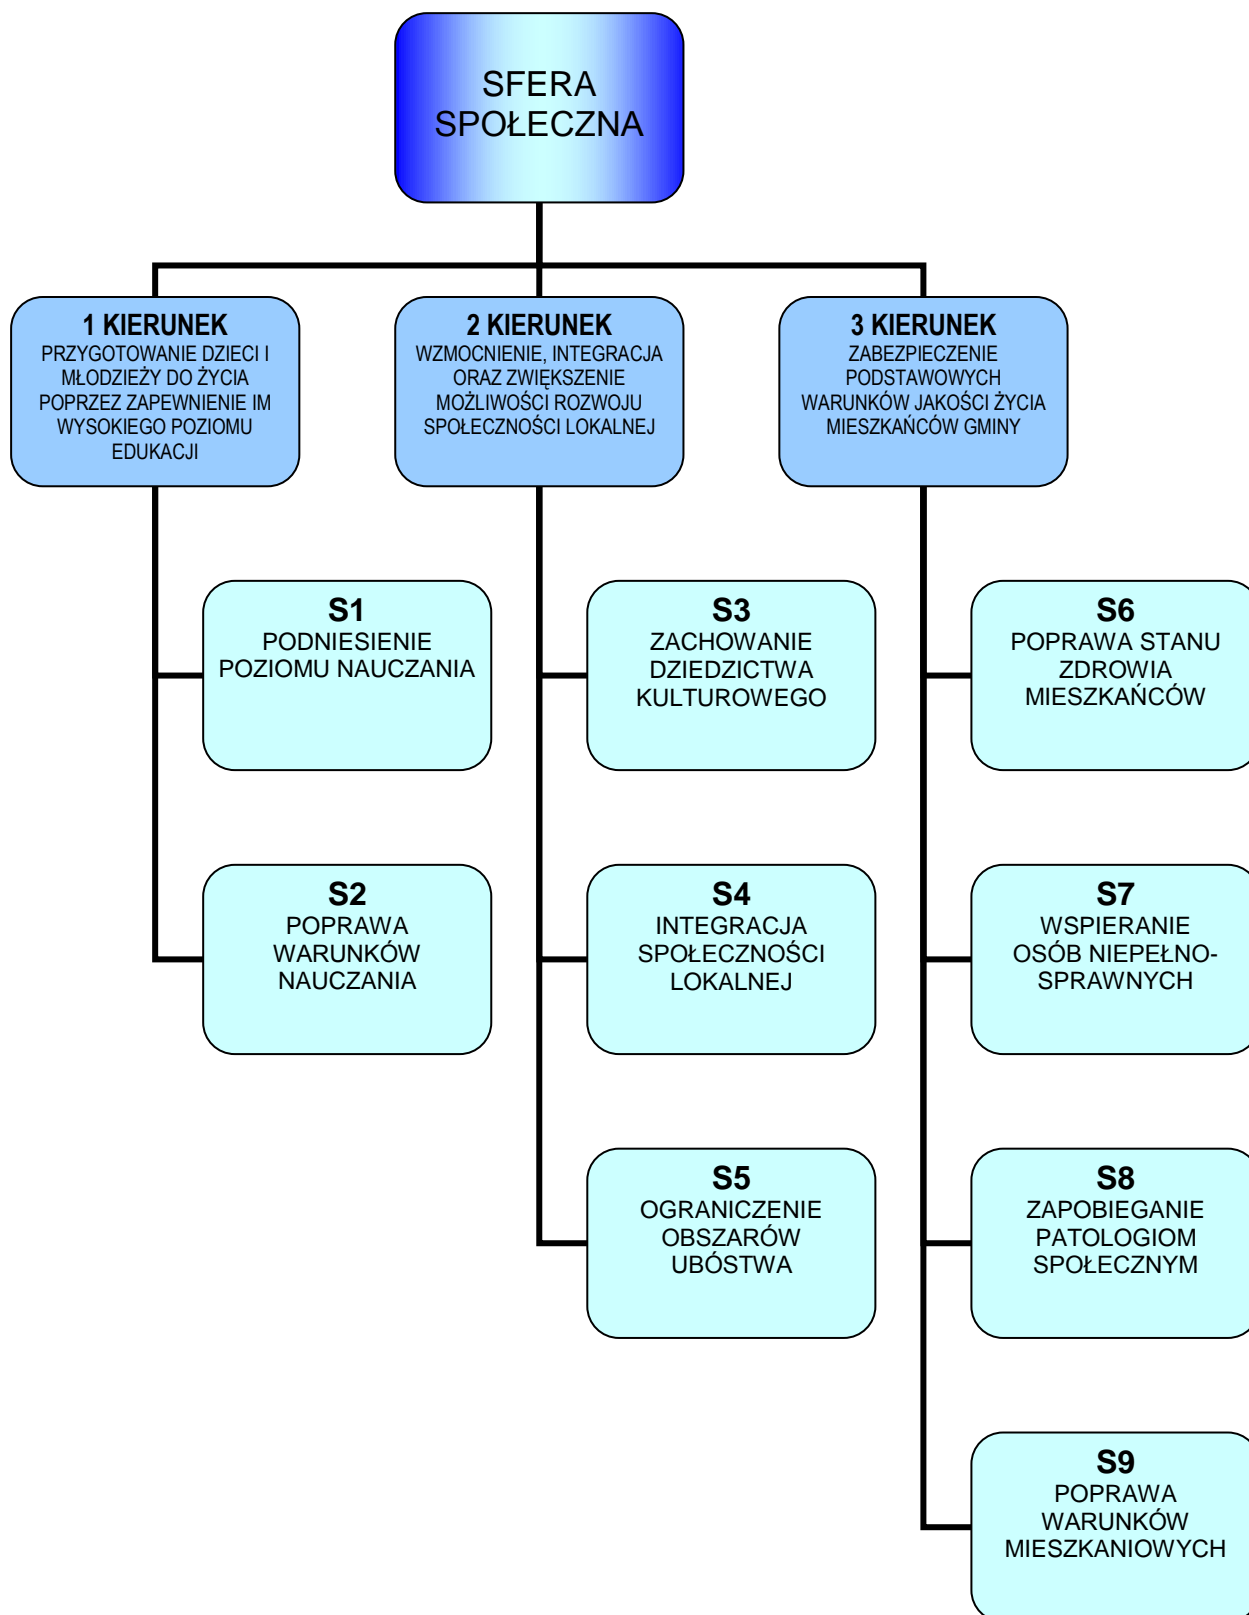 SFERA
SPOŁECZNA
1 KIERUNEK
PRZYGOTOWANIE DZIECI I
MŁODZIEŻY DO ŻYCIA
POPRZEZ ZAPEWNIENIE IM
WYSOKIEGO POZIOMU
EDUKACJI
2 KIERUNEK
WZMOCNIENIE, INTEGRACJA
ORAZ ZWIĘKSZENIE
MOŻLIWOŚCI ROZWOJU
SPOŁECZNOŚCI LOKALNEJ
3 KIERUNEK
ZABEZPIECZENIE
PODSTAWOWYCH
WARUNKÓW JAKOŚCI ŻYCIA
MIESZKAŃCÓW GMINY
S1
PODNIESIENIE
POZIOMU NAUCZANIA
S2
POPRAWA
WARUNKÓW
NAUCZANIA
S3
ZACHOWANIE
DZIEDZICTWA
KULTUROWEGO
S4
INTEGRACJA
SPOŁECZNOŚCI
LOKALNEJ
S5
OGRANICZENIE
OBSZARÓW
UBÓSTWA
S6
POPRAWA STANU
ZDROWIA
MIESZKAŃCÓW
S7
WSPIERANIE
OSÓB NIEPEŁNO-
SPRAWNYCH
S8
ZAPOBIEGANIE
PATOLOGIOM
SPOŁECZNYM
S9
POPRAWA
WARUNKÓW
MIESZKANIOWYCH